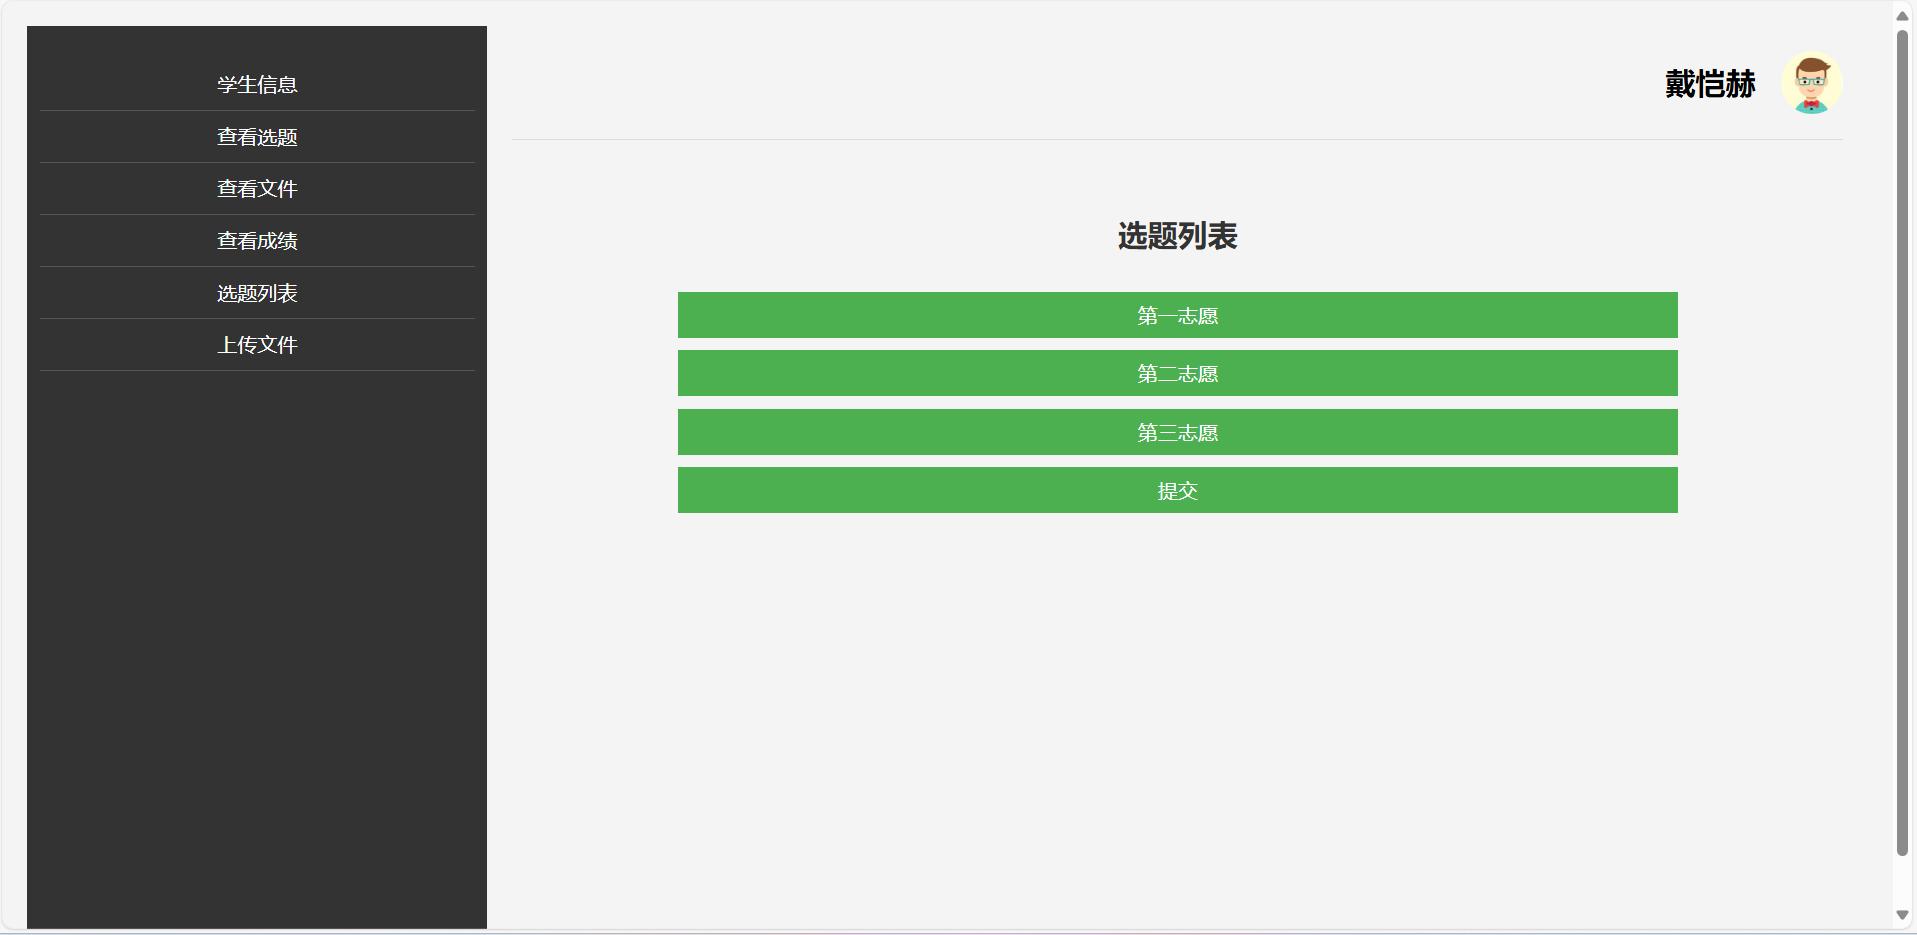 学生信息
查看选题
查看文件
查看成绩
选题列表
上传文件
戴恺赫
选题列表
第一志愿
第二志愿
第三志愿
提交